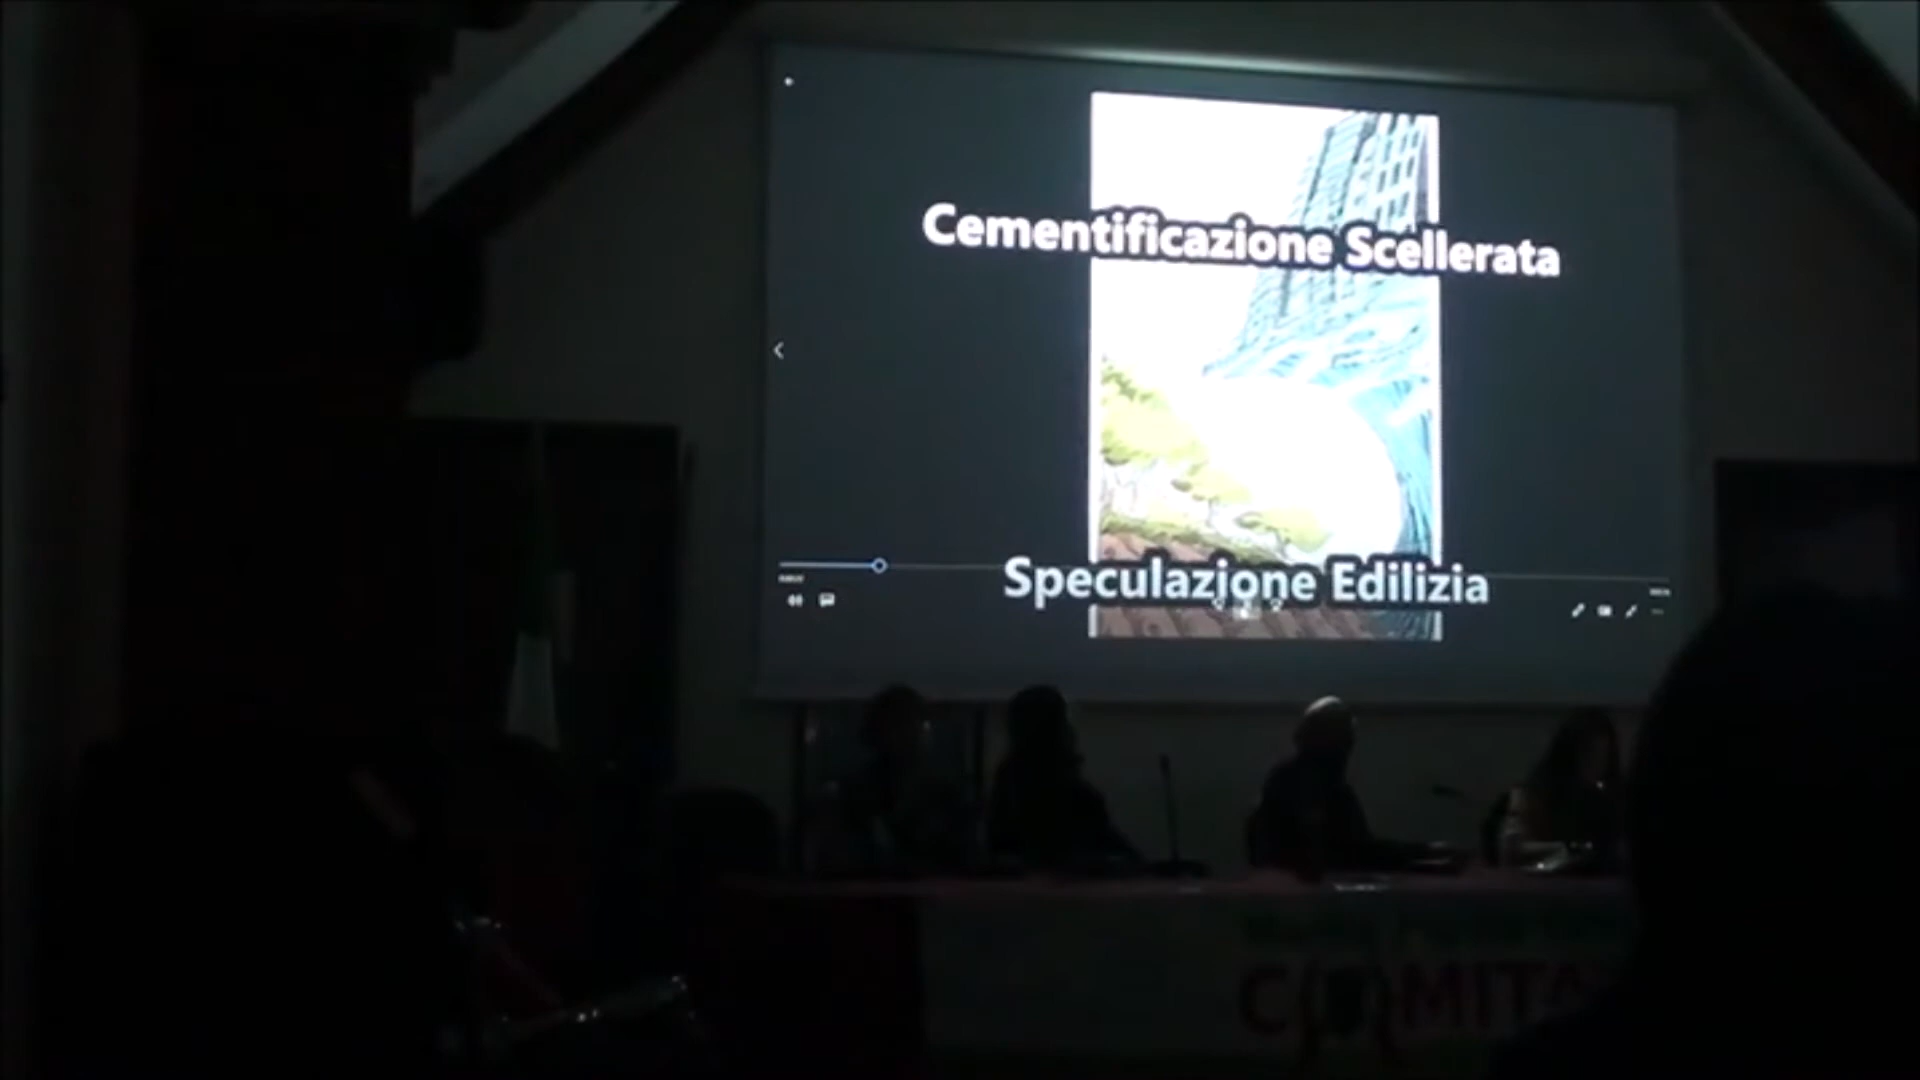 Cementificazione Scellerata
Speculazione Edilizia